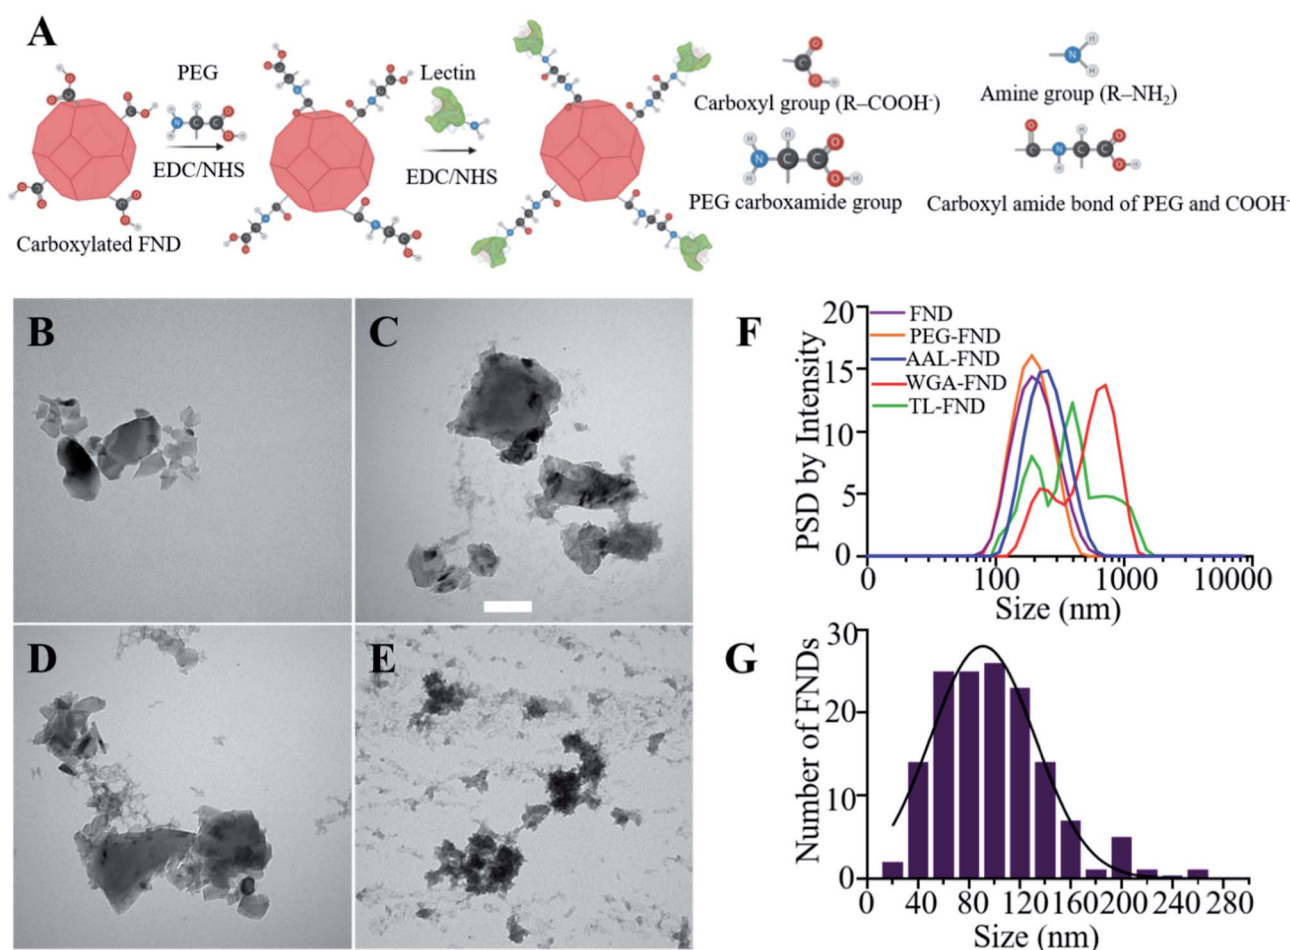 A
PEG
Lectin
EDC/NHS
EDC/NHS
Carboxylated FND
Carboxyl group (R–COOH-)
Amine group (R–NH2)
PEG carboxamide group
Carboxyl amide bond of PEG and COOH-
B
C
D
E
F
PSD by Intensity
20
15
10
5
0
FND
PEG-FND
AAL-FND
WGA-FND
TL-FND
0 100 1000 10000
Size (nm)
G
Number of FNDs
30
20
10
0
0 40 80 120 160 200 240 280
Size (nm)